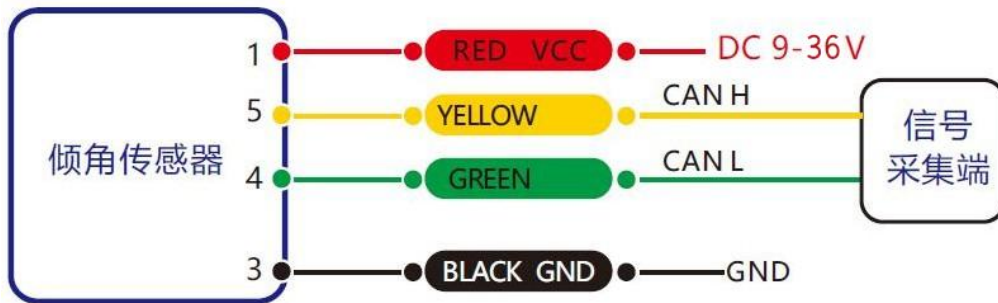 1 RED VCC DC 9-36V
5 YELLOW CAN H
倾角传感器
4 GREEN CAN L
信号
采集端
3 BLACK GND GND